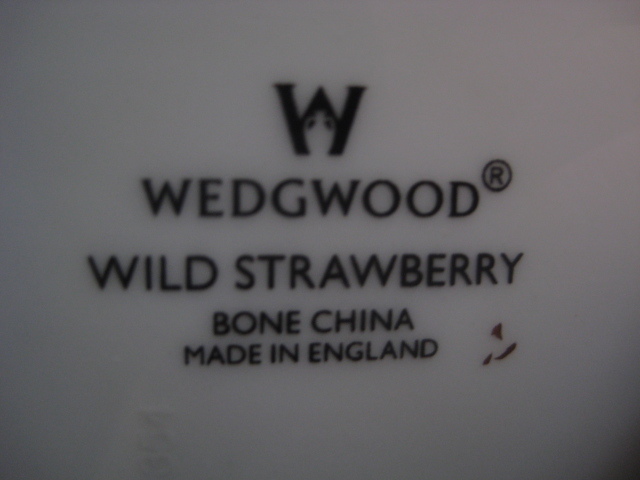 W
WEDGWOOD®
WILD STRAWBERRY
BONE CHINA
MADE IN ENGLAND